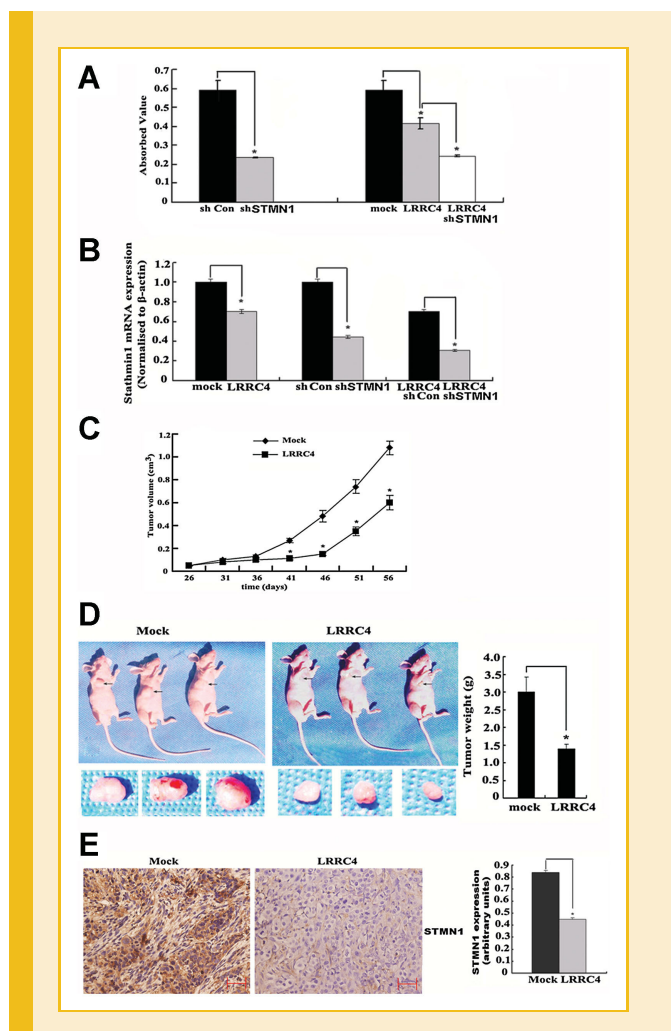 A
Absorbed Value
0.7
0.6
0.5
0.4
0.3
0.2
0.1
0
*
*
*
sh Con shSTMN1
mock LRRC4 LRRC4
shSTMN1
B
Stathmin1 mRNA expression
(Normalised to β-actin)
1.2
1.0
0.8
0.6
0.4
0.2
0
*
*
*
mock LRRC4
sh Con shSTMN1
LRRC4 LRRC4
sh Con shSTMN1
C
Tumor volume (cm3)
1.2
1.0
0.8
0.6
0.4
0.2
0
Mock
LRRC4
*
*
*
*
26 31 36 41 46 51 56
time (days)
D
Mock
LRRC4
Tumor weight (g)
4.0
3.5
3.0
2.5
2.0
1.5
1.0
0.5
0.0
*
mock LRRC4
E
Mock
LRRC4
STMN1
STMN1 expression
(arbitrary units)
0.9
0.8
0.7
0.6
0.5
0.4
0.3
0.2
0.1
0
*
Mock LRRC4